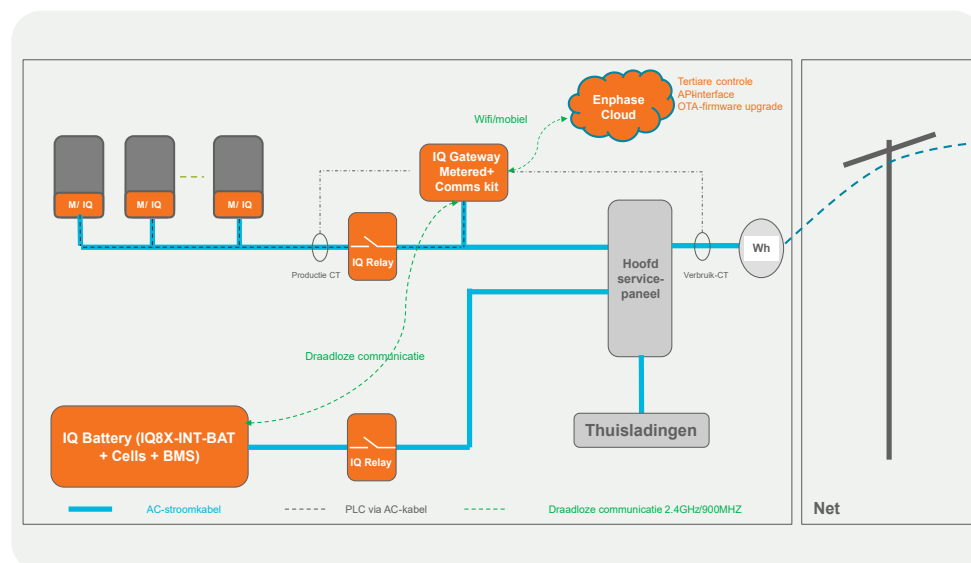 Enphase
Cloud
Tertiare controle
API-interface
OTA-firmware upgrade
Wifi/mobiel
IQ Gateway
Metered+
Comms kit
M/ IQ
M/ IQ
M/ IQ
Productie CT
IQ Relay
Hoofd
service-
paneel
Verbruik-CT
Wh
Draadloze communicatie
IQ Battery (IQ8X-INT-BAT
+ Cells + BMS)
IQ Relay
Thuisladingen
AC-stroomkabel
PLC via AC-kabel
Draadloze communicatie 2.4GHz/900MHZ
Net